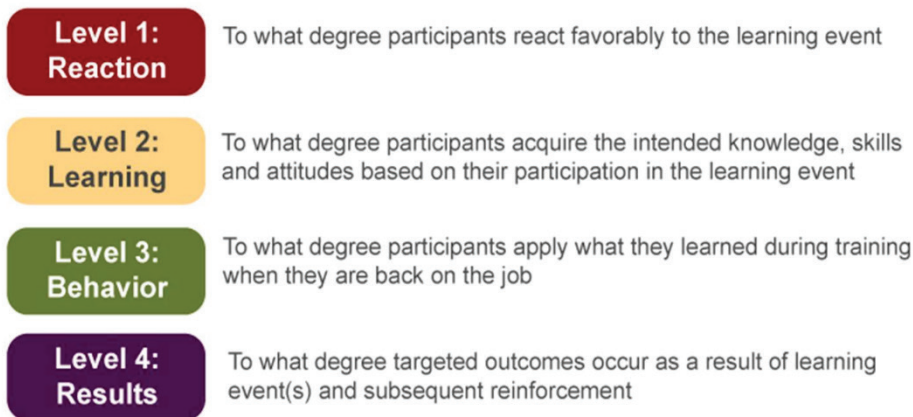 Level 1:
Reaction
To what degree participants react favorably to the learning event
Level 2:
Learning
To what degree participants acquire the intended knowledge, skills
and attitudes based on their participation in the learning event
Level 3:
Behavior
To what degree participants apply what they learned during training
when they are back on the job
Level 4:
Results
To what degree targeted outcomes occur as a result of learning
event(s) and subsequent reinforcement